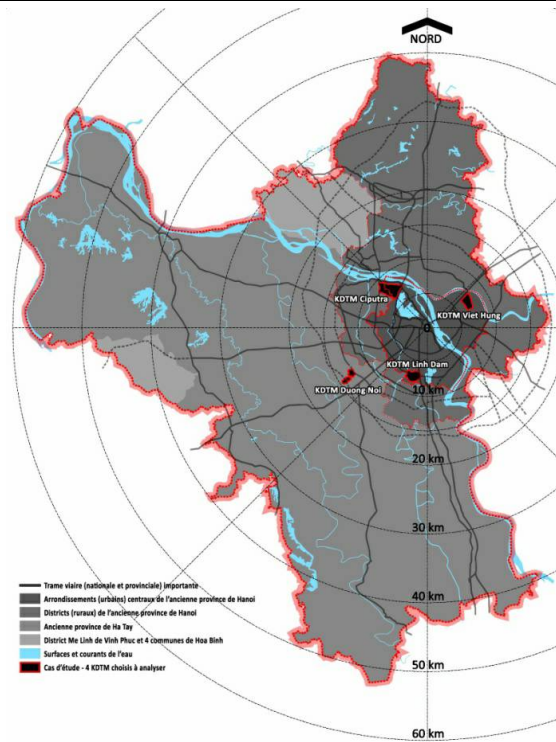 NORD
KDTM Ciputra
KDTM Viet Hung
0
KDTM Linh Dam
KDTM Duong Noi
10 km
20 km
30 km
40 km
50 km
60 km
Trame viaire (nationale et provinciale) importante
Arrondissements (urbains) centraux de l'ancienne province de Hanoi
Districts (ruraux) de l'ancienne province de Hanoi
Ancienne province de Ha Tay
District Me Linh de Vinh Phuc et 4 communes de Hoa Binh
Surfaces et courants de l'eau
Cas d'étude - 4 KDTM choisis à analyser